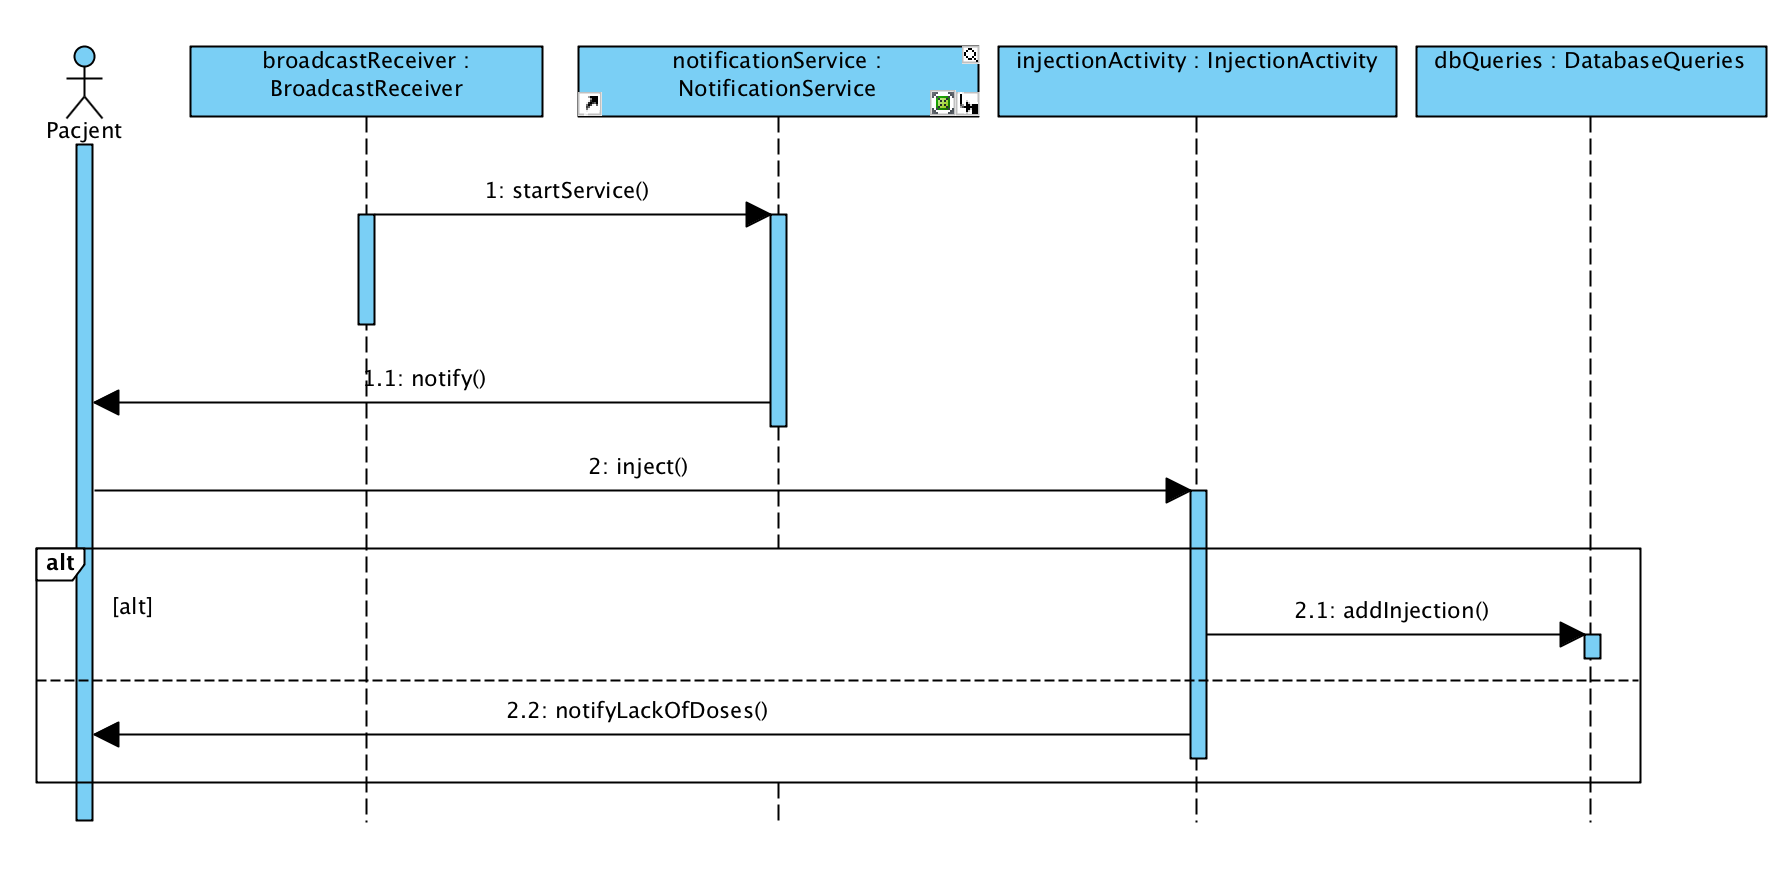 broadcastReceiver :
BroadcastReceiver
notificationService :
NotificationService
injectionActivity : InjectionActivity
dbQueries : DatabaseQueries
Pacjent
1: startService()
1.1: notify()
2: inject()
alt
[alt]
2.1: addInjection()
2.2: notifyLackOfDoses()